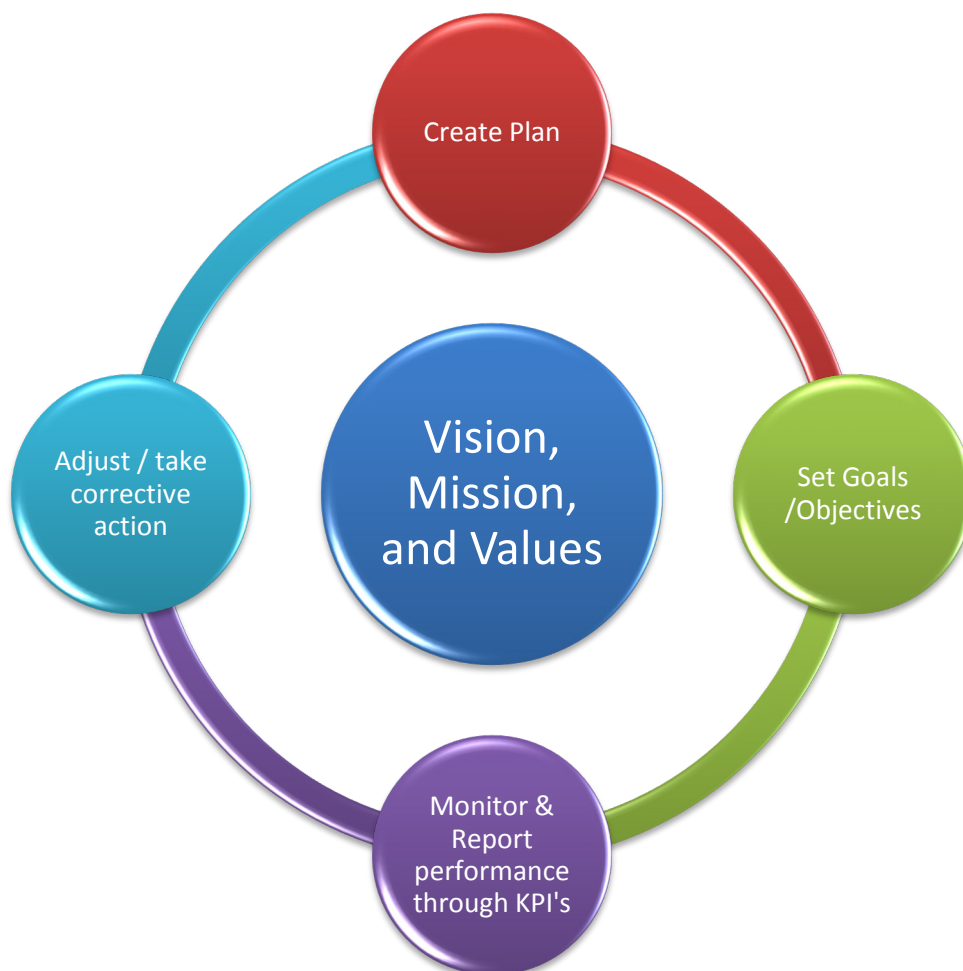 Create Plan
Vision,
Mission,
and Values
Set Goals
/Objectives
Monitor &
Report
performance
through KPI's
Adjust / take
corrective
action